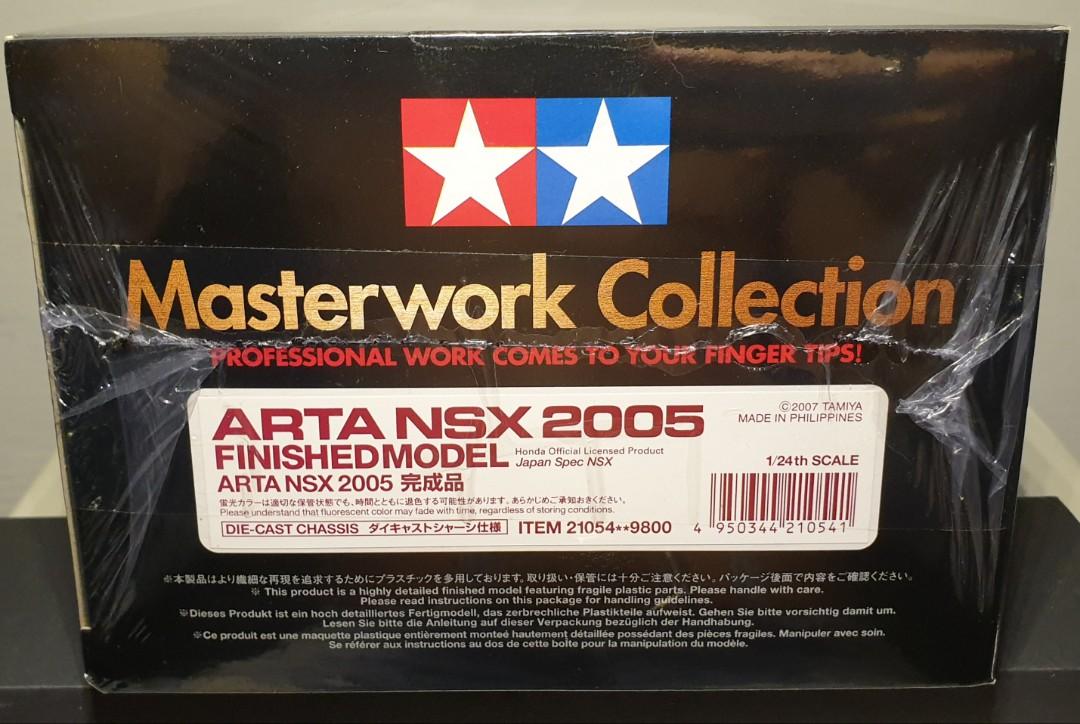 Masterwork Collection
PROFESSIONAL WORK COMES TO YOUR FINGER TIPS!
ARTA NSX 2005
©2007 TAMIYA
MADE IN PHILIPPINES
FINISHED MODEL
Honda Official Licensed Product
Japan Spec NSX
1/24th SCALE
ARTA NSX 2005 完成品
蛍光カラーは適切な保管状態でも、時間とともに退色する可能性があります。あらかじめご承知おきください。
Please understand that fluorescent color may fade with time, regardless of storing conditions.
DIE-CAST CHASSIS ダイキャストシャーシ仕様 ITEM 21054**9800
4 950344 210541
※本製品はより繊細な再現を追求するためにプラスチックを多用しております。取り扱い・保管には十分ご注意ください。パッケージ後面で内容をご確認ください。
※ This product is a highly detailed finished model featuring fragile plastic parts. Please handle with care.
Please read instructions on this package for handling guidelines.
※Dieses Produkt ist ein hoch detailliertes Fertigmodell, das zerbrechliche Plastikteile aufweist. Gehen Sie bitte vorsichtig damit um.
Lesen Sie bitte die Anleitung auf dieser Verpackung bezüglich der Handhabung.
※Ce produit est une maquette plastique entièrement monteé hautement détaillée possédant des pièces fragiles. Manipuler avec soin.
Se référer aux instructions au dos de cette boîte pour la manipulation du modèle.